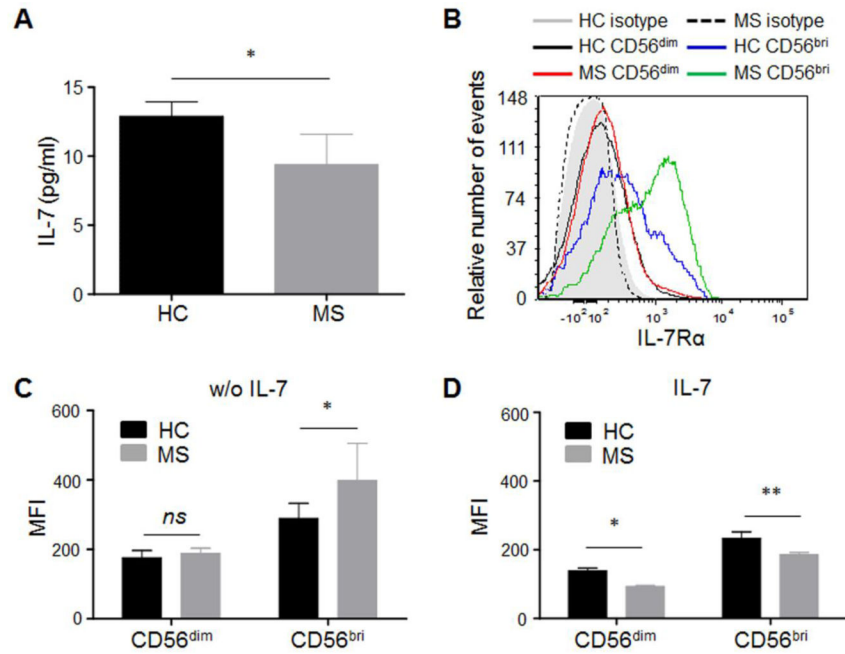 A
*
IL-7 (pg/ml)
15
10
5
0
HC MS
B
HC isotype MS isotype
HC CD56ᵈⁱᵐ HC CD56ᵇʳⁱ
MS CD56ᵈⁱᵐ MS CD56ᵇʳⁱ
Relative number of events
148
111
74
37
0
-10² 10² 10³ 10⁴ 10⁵
IL-7Rα
C
w/o IL-7
HC
MS
ns
*
MFI
600
400
200
0
CD56ᵈⁱᵐ CD56ᵇʳⁱ
D
IL-7
HC
MS
*
**
MFI
600
400
200
0
CD56ᵈⁱᵐ CD56ᵇʳⁱ